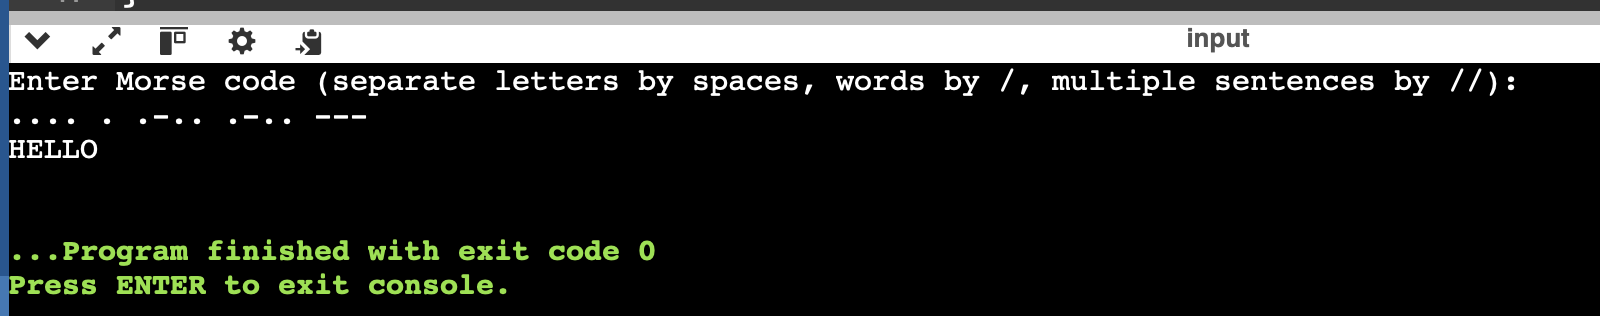 input
Enter Morse code (separate letters by spaces, words by /, multiple sentences by //):
.... . .-.. .-.. ---
HELLO
...Program finished with exit code 0
Press ENTER to exit console.